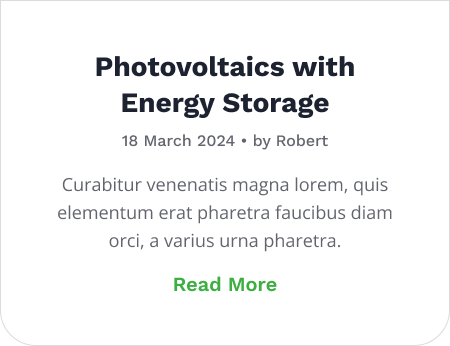 Photovoltaics with
Energy Storage
18 March 2024 • by Robert
Curabitur venenatis magna lorem, quis
elementum erat pharetra faucibus diam
orci, a varius urna pharetra.
Read More